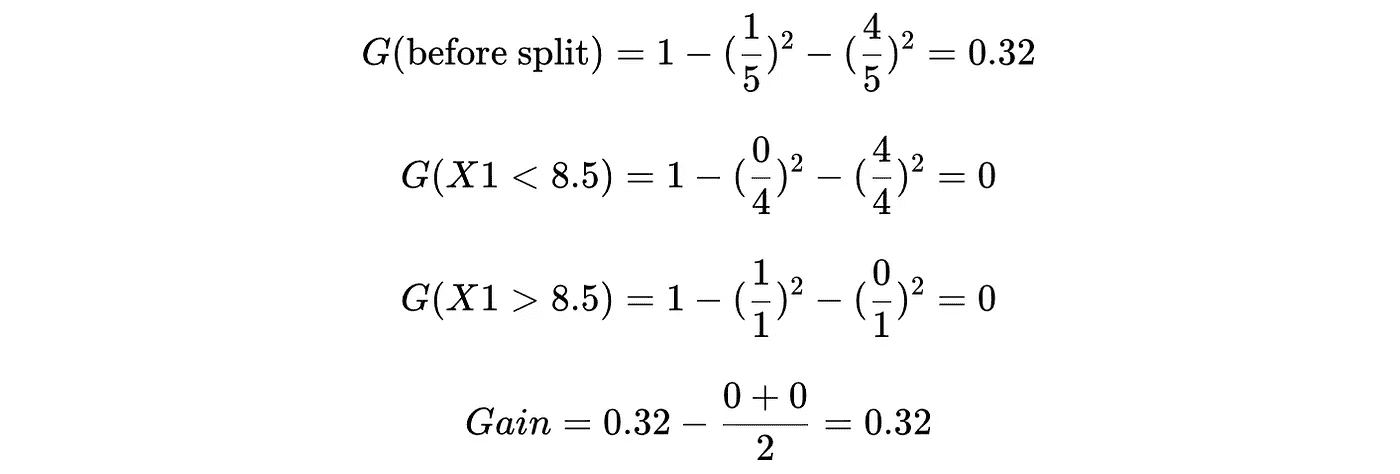 G(before split) = 1 − (1/5)² − (4/5)² = 0.32
G(X1 < 8.5) = 1 − (0/4)² − (4/4)² = 0
G(X1 > 8.5) = 1 − (1/1)² − (0/1)² = 0
Gain = 0.32 − (0 + 0)/2 = 0.32